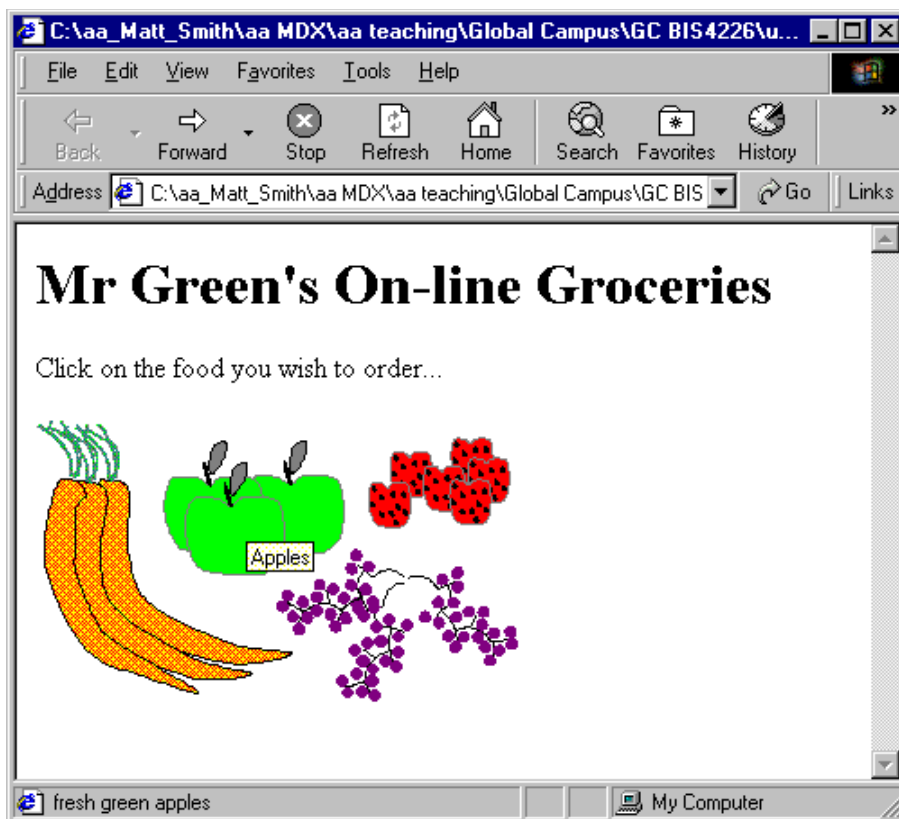 C:\aa_Matt_Smith\aa MDX\aa teaching\Global Campus\GC BIS4226\u...
File Edit View Favorites Tools Help
Back Forward Stop Refresh Home Search Favorites History »
Address C:\aa_Matt_Smith\aa MDX\aa teaching\Global Campus\GC BIS Go Links
Mr Green's On-line Groceries
Click on the food you wish to order...
Apples
fresh green apples My Computer